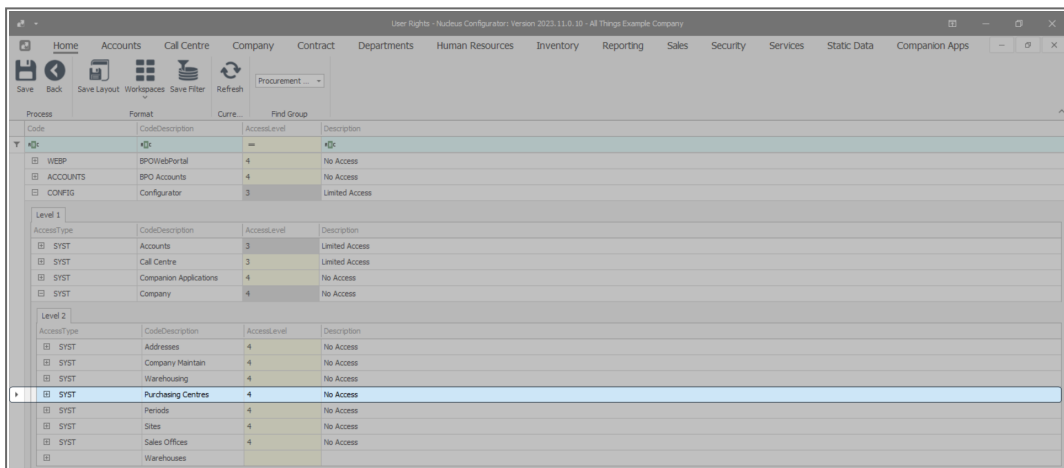 User Rights - Nucleus Configurator: Version 2023.11.0.10 - All Things Example Company
Home Accounts Call Centre Company Contract Departments Human Resources Inventory Reporting Sales Security Services Static Data Companion Apps
Save Back Save Layout Workspaces Save Filter Refresh Procurement ...
Process Format Curre... Find Group
Code CodeDescription AccessLevel Description
=
WEBP BPOWebPortal 4 No Access
ACCOUNTS BPO Accounts 4 No Access
CONFIG Configurator 3 Limited Access
Level 1
AccessType CodeDescription AccessLevel Description
SYST Accounts 3 Limited Access
SYST Call Centre 3 Limited Access
SYST Companion Applications 4 No Access
SYST Company 4 No Access
Level 2
AccessType CodeDescription AccessLevel Description
SYST Addresses 4 No Access
SYST Company Maintain 4 No Access
SYST Warehousing 4 No Access
SYST Purchasing Centres 4 No Access
SYST Periods 4 No Access
SYST Sites 4 No Access
SYST Sales Offices 4 No Access
Warehouses